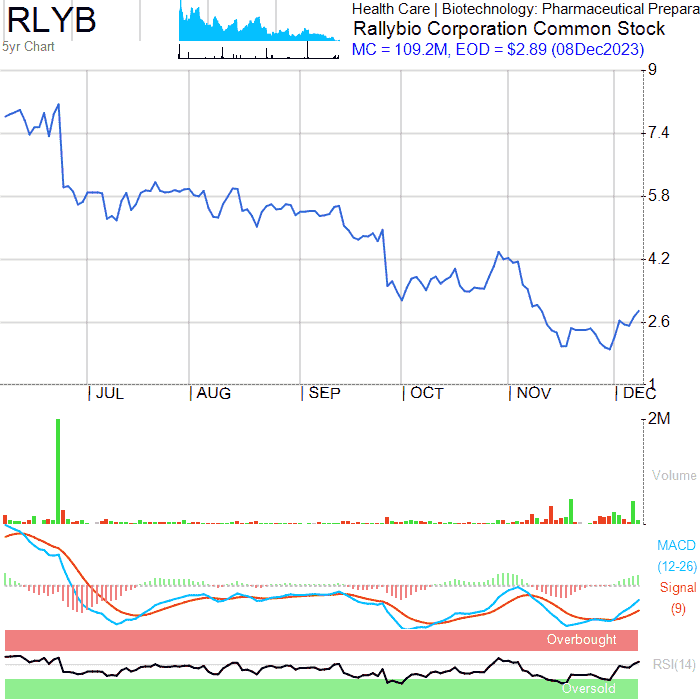 RLYB
5yr Chart
Health Care | Biotechnology: Pharmaceutical Prepara
Rallybio Corporation Common Stock
MC = 109.2M, EOD = $2.89 (08Dec2023)
9
7.4
5.8
4.2
2.6
1
JUL AUG SEP OCT NOV DEC
2M
Volume
MACD
(12-26)
Signal
(9)
Overbought
RSI(14)
Oversold